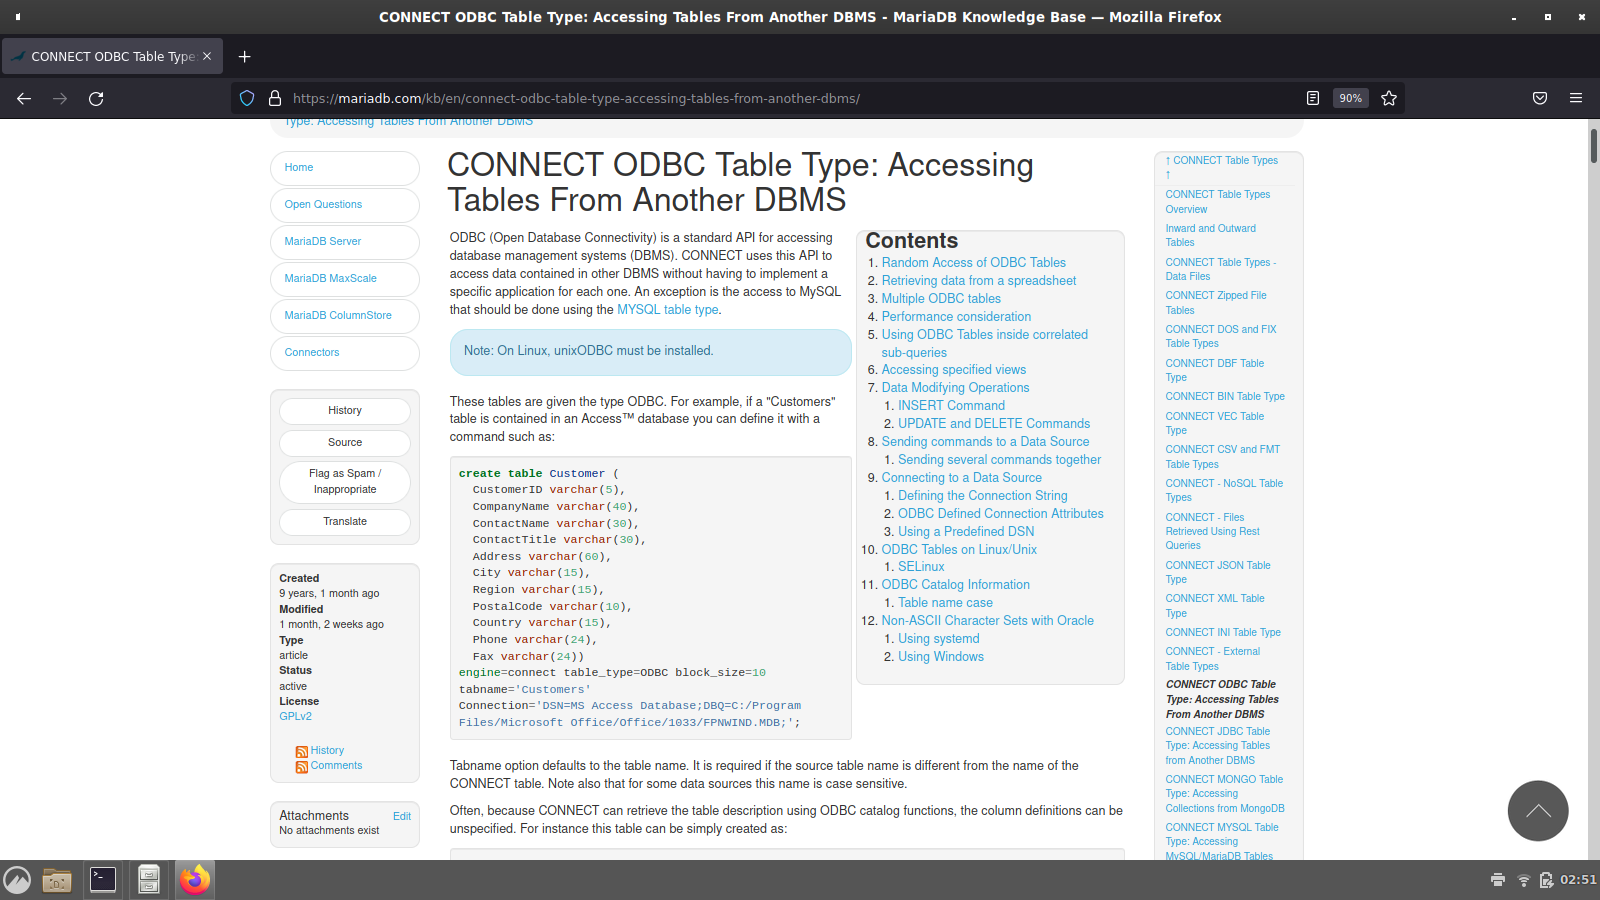 CONNECT ODBC Table Type: Accessing Tables From Another DBMS - MariaDB Knowledge Base — Mozilla Firefox
CONNECT ODBC Table Type:
https://mariadb.com/kb/en/connect-odbc-table-type-accessing-tables-from-another-dbms/
90%
Type: Accessing Tables From Another DBMS
Home
Open Questions
MariaDB Server
MariaDB MaxScale
MariaDB ColumnStore
Connectors
History
Source
Flag as Spam /
Inappropriate
Translate
Created
9 years, 1 month ago
Modified
1 month, 2 weeks ago
Type
article
Status
active
License
GPLv2
History
Comments
Attachments
Edit
No attachments exist
CONNECT ODBC Table Type: Accessing
Tables From Another DBMS
ODBC (Open Database Connectivity) is a standard API for accessing
database management systems (DBMS). CONNECT uses this API to
access data contained in other DBMS without having to implement a
specific application for each one. An exception is the access to MySQL
that should be done using the MYSQL table type.
Note: On Linux, unixODBC must be installed.
These tables are given the type ODBC. For example, if a "Customers"
table is contained in an Access™ database you can define it with a
command such as:
create table Customer (
CustomerID varchar(5),
CompanyName varchar(40),
ContactName varchar(30),
ContactTitle varchar(30),
Address varchar(60),
City varchar(15),
Region varchar(15),
PostalCode varchar(10),
Country varchar(15),
Phone varchar(24),
Fax varchar(24))
engine=connect table_type=ODBC block_size=10
tabname='Customers'
Connection='DSN=MS Access Database;DBQ=C:/Program
Files/Microsoft Office/Office/1033/FPNWIND.MDB;';
Tabname option defaults to the table name. It is required if the source table name is different from the name of the
CONNECT table. Note also that for some data sources this name is case sensitive.
Often, because CONNECT can retrieve the table description using ODBC catalog functions, the column definitions can be
unspecified. For instance this table can be simply created as:
Contents
1. Random Access of ODBC Tables
2. Retrieving data from a spreadsheet
3. Multiple ODBC tables
4. Performance consideration
5. Using ODBC Tables inside correlated
sub-queries
6. Accessing specified views
7. Data Modifying Operations
1. INSERT Command
2. UPDATE and DELETE Commands
8. Sending commands to a Data Source
1. Sending several commands together
9. Connecting to a Data Source
1. Defining the Connection String
2. ODBC Defined Connection Attributes
3. Using a Predefined DSN
10. ODBC Tables on Linux/Unix
1. SELinux
11. ODBC Catalog Information
1. Table name case
12. Non-ASCII Character Sets with Oracle
1. Using systemd
2. Using Windows
↑ CONNECT Table Types
↑
CONNECT Table Types
Overview
Inward and Outward
Tables
CONNECT Table Types -
Data Files
CONNECT Zipped File
Tables
CONNECT DOS and FIX
Table Types
CONNECT DBF Table
Type
CONNECT BIN Table Type
CONNECT VEC Table
Type
CONNECT CSV and FMT
Table Types
CONNECT - NoSQL Table
Types
CONNECT - Files
Retrieved Using Rest
Queries
CONNECT JSON Table
Type
CONNECT XML Table
Type
CONNECT INI Table Type
CONNECT - External
Table Types
CONNECT ODBC Table
Type: Accessing Tables
From Another DBMS
CONNECT JDBC Table
Type: Accessing Tables
from Another DBMS
CONNECT MONGO Table
Type: Accessing
Collections from MongoDB
CONNECT MYSQL Table
Type: Accessing
MySQL/MariaDB Tables
02:51